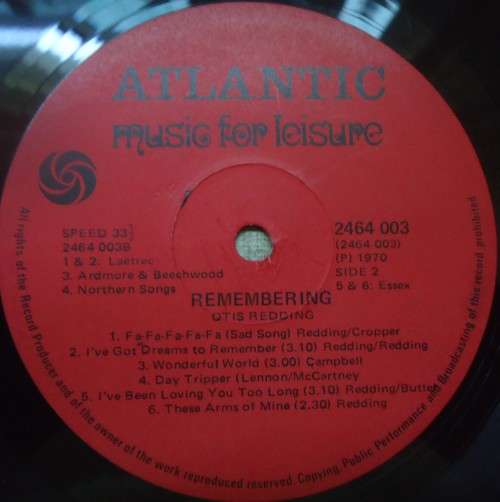 ATLANTIC
music for leisure
SPEED 33⅓
2464 003B
1 & 2: Laetrec
3. Ardmore & Beechwood
4. Northern Songs
2464 003
(2464 003)
(P) 1970
SIDE 2
5 & 6: Essex
REMEMBERING
OTIS REDDING
1. Fa-Fa-Fa-Fa-Fa (Sad Song) Redding/Cropper
2. I've Got Dreams to Remember (3.10) Redding/Redding
3. Wonderful World (3.00) Campbell
4. Day Tripper (Lennon/McCartney
5. I've Been Loving You Too Long (3.10) Redding/Butler
6. These Arms of Mine (2.30) Redding
All rights of the Record Producer and of the owner of the work reproduced reserved. Copying, Public Performance and Broadcasting of this record prohibited